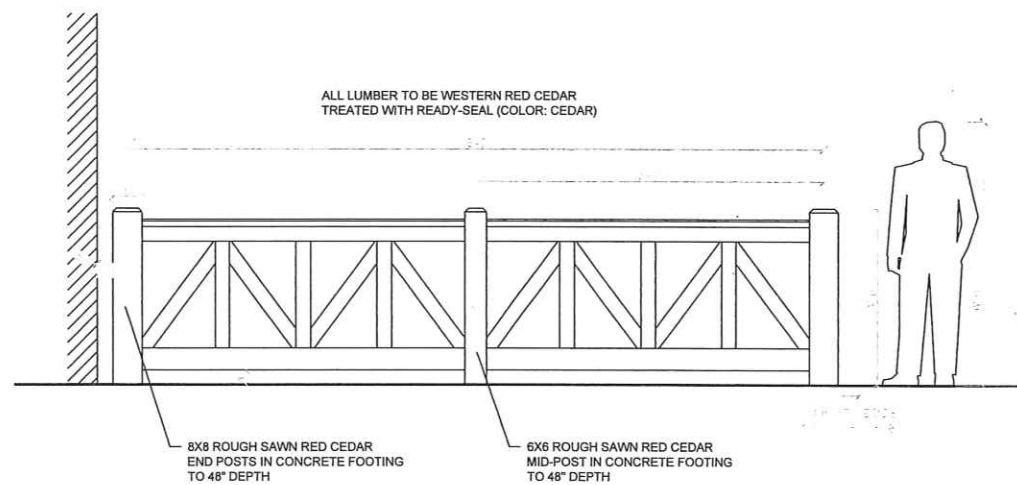 ALL LUMBER TO BE WESTERN RED CEDAR
TREATED WITH READY-SEAL (COLOR: CEDAR)
8X8 ROUGH SAWN RED CEDAR
END POSTS IN CONCRETE FOOTING
TO 48" DEPTH
6X6 ROUGH SAWN RED CEDAR
MID-POST IN CONCRETE FOOTING
TO 48" DEPTH